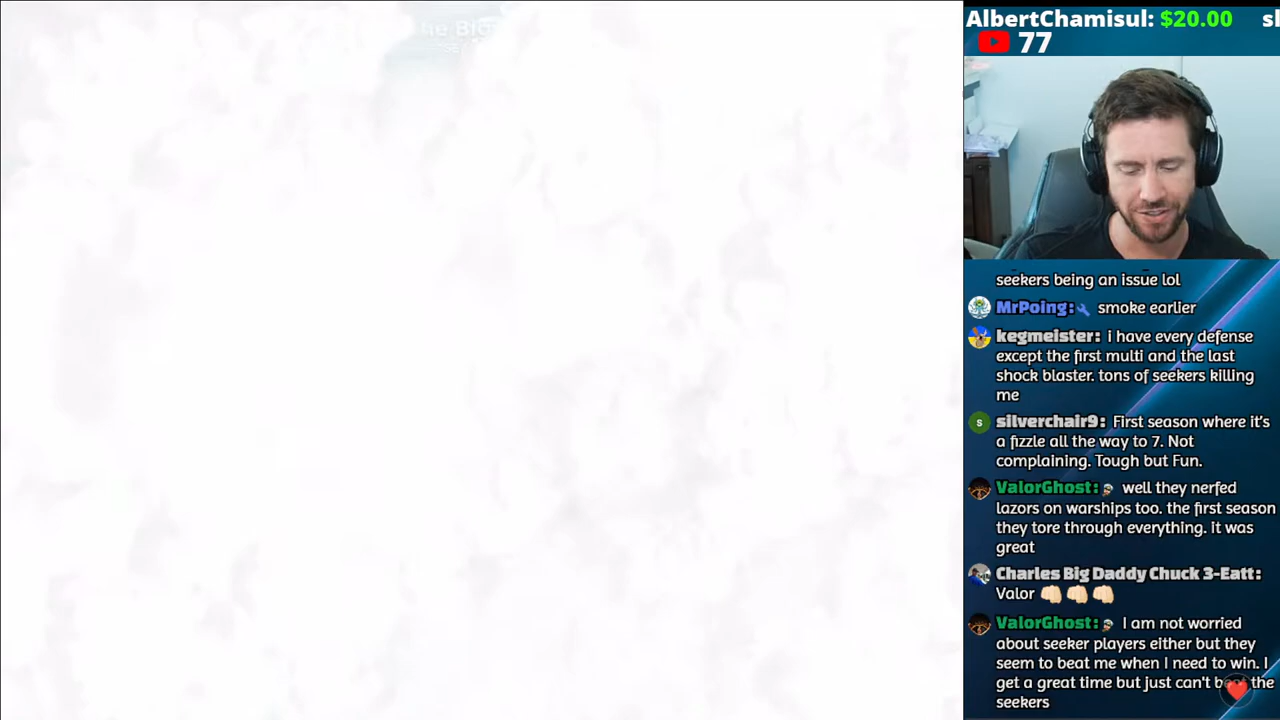 AlbertChamisul: $20.00 sl
77
seekers being an issue lol
MrPoing: smoke earlier
kegmeister: i have every defense
except the first multi and the last
shock blaster. tons of seekers killing
me
silverchair9: First season where it's
a fizzle all the way to 7. Not
complaining. Tough but Fun.
ValorGhost: well they nerfed
lazors on warships too. the first season
they tore through everything. it was
great
Charles Big Daddy Chuck 3-Eatt:
Valor 👊🏻👊🏻👊🏻
ValorGhost: I am not worried
about seeker players either but they
seem to beat me when I need to win. I
get a great time but just can't the
seekers